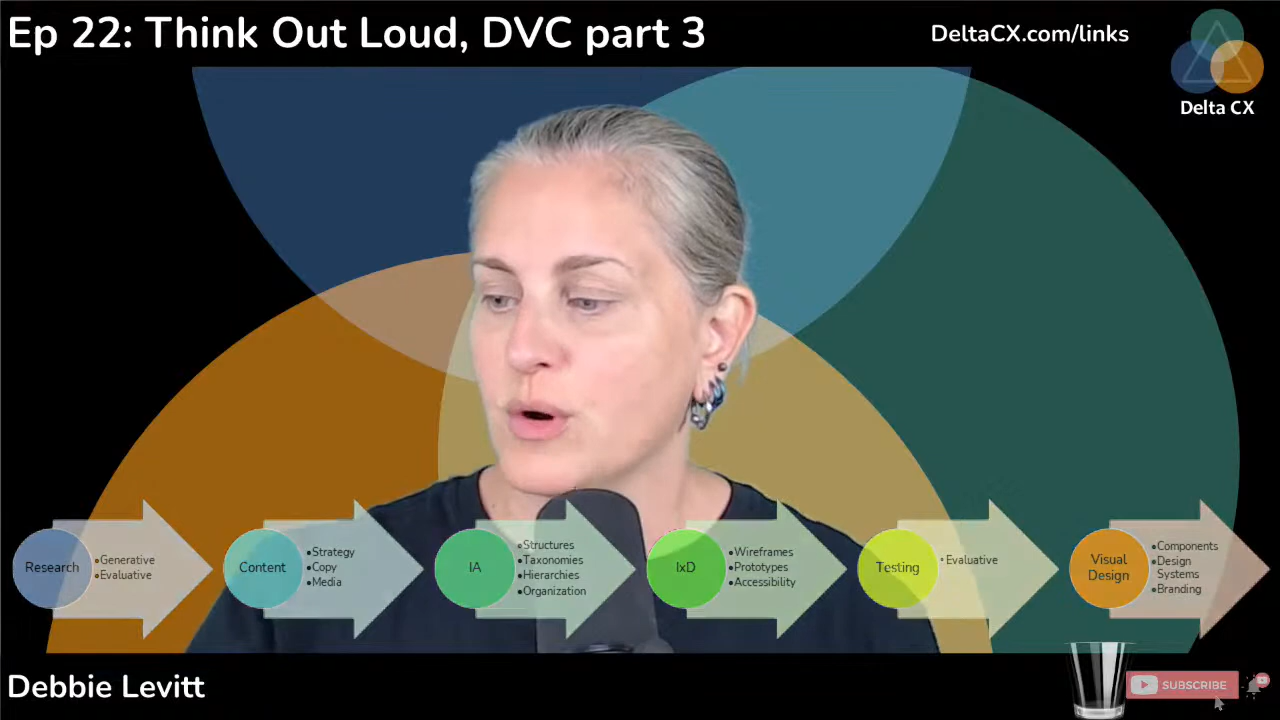 Ep 22: Think Out Loud, DVC part 3
DeltaCX.com/links
Delta CX
Research
•Generative
•Evaluative
Content
•Strategy
•Copy
•Media
IA
•Structures
•Taxonomies
•Hierarchies
•Organization
IxD
•Wireframes
•Prototypes
•Accessibility
Testing
•Evaluative
Visual
Design
•Components
•Design
Systems
•Branding
Debbie Levitt
SUBSCRIBE